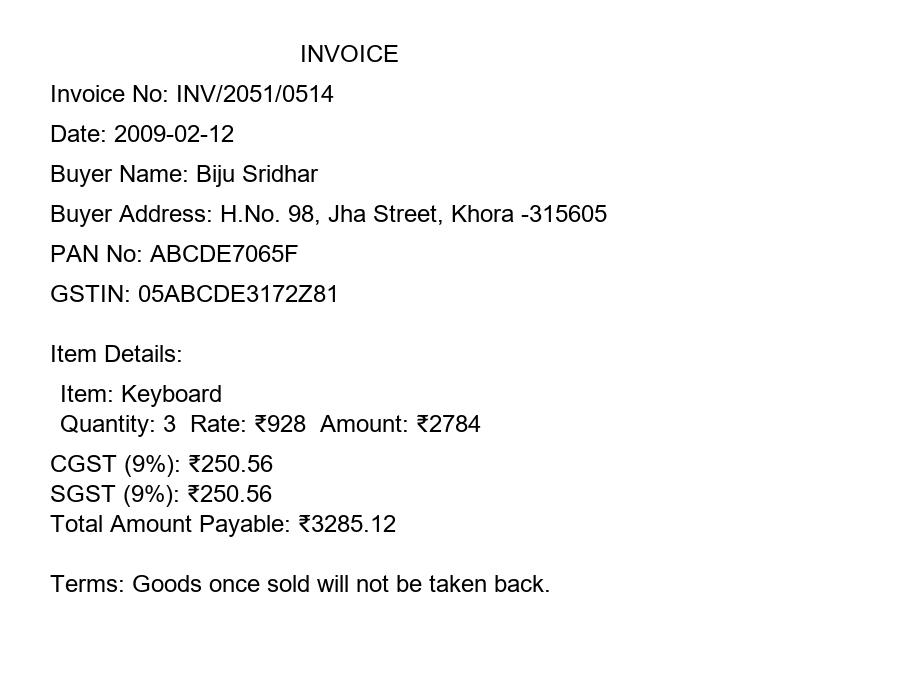 INVOICE
Invoice No: INV/2051/0514
Date: 2009-02-12
Buyer Name: Biju Sridhar
Buyer Address: H.No. 98, Jha Street, Khora -315605
PAN No: ABCDE7065F
GSTIN: 05ABCDE3172Z81
Item Details:
Item: Keyboard
Quantity: 3  Rate: ₹928  Amount: ₹2784
CGST (9%): ₹250.56
SGST (9%): ₹250.56
Total Amount Payable: ₹3285.12
Terms: Goods once sold will not be taken back.